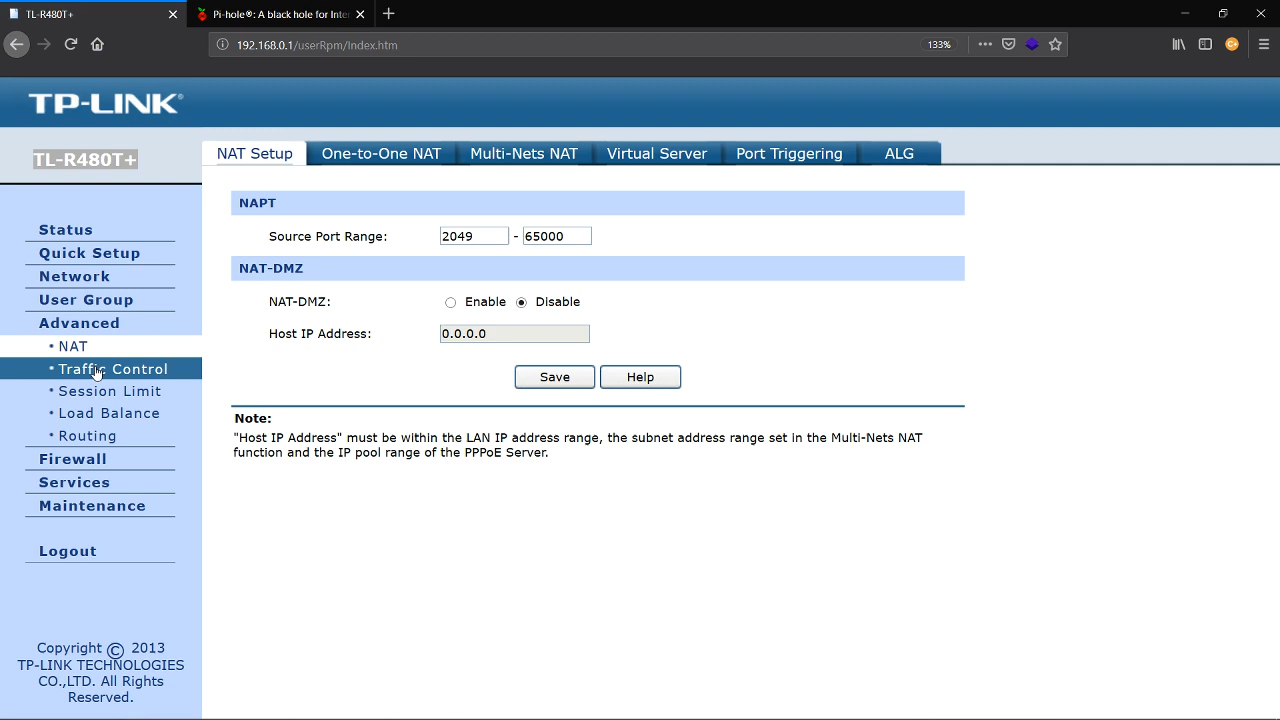 TL-R480T+
Pi-hole®: A black hole for Inte
192.168.0.1/userRpm/Index.htm
133%
TP-LINK®
TL-R480T+
NAT Setup
One-to-One NAT
Multi-Nets NAT
Virtual Server
Port Triggering
ALG
Status
Quick Setup
Network
User Group
Advanced
• NAT
• Traffic Control
• Session Limit
• Load Balance
• Routing
Firewall
Services
Maintenance
Logout
Copyright © 2013
TP-LINK TECHNOLOGIES
CO.,LTD. All Rights
Reserved.
NAPT
Source Port Range: 2049 - 65000
NAT-DMZ
NAT-DMZ: Enable Disable
Host IP Address: 0.0.0.0
Save Help
Note:
"Host IP Address" must be within the LAN IP address range, the subnet address range set in the Multi-Nets NAT
function and the IP pool range of the PPPoE Server.